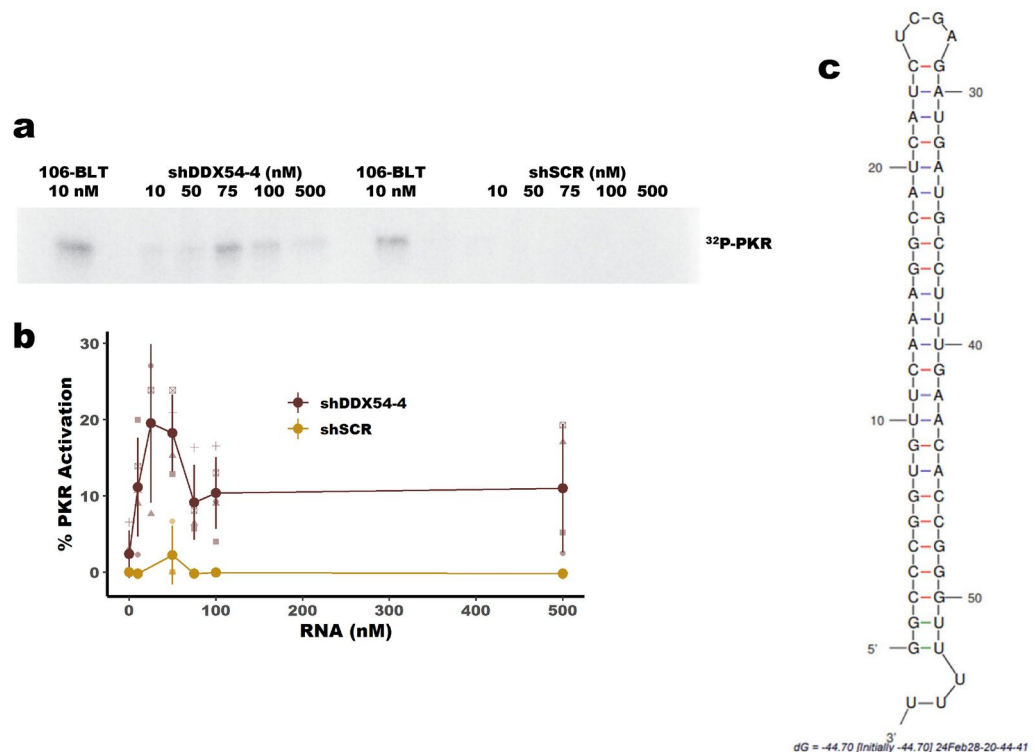 a
106-BLT shDDX54-4 (nM) 106-BLT shSCR (nM)
10 nM 10 50 75 100 500 10 nM 10 50 75 100 500
³²P-PKR
b
% PKR Activation
30
20
10
0
shDDX54-4
shSCR
0 100 200 300 400 500
RNA (nM)
c
C G
U A
C G
U A 30
A U
C G
20 U A
A U
C G
G C
G C
A U
A U
A U 40
C G
U A
10 U A
G C
U A
G C
G C
C G
C G
C G 50
G U
5' G U
U
U U
3'
dG = -44.70 [Initially -44.70] 24Feb28-20-44-41